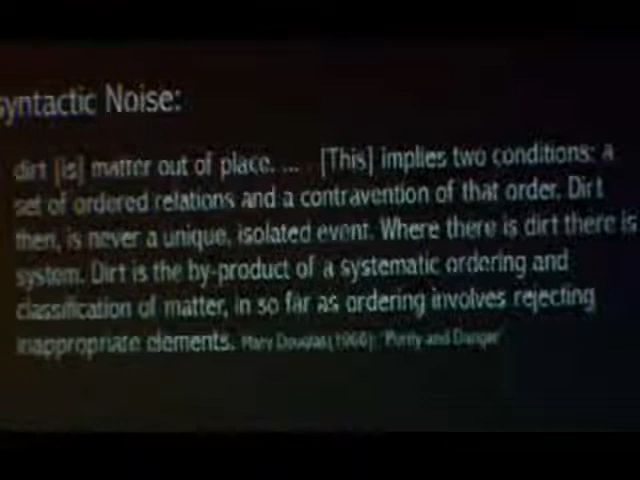 syntactic Noise:
dirt [is] matter out of place. ... [This] implies two conditions: a
set of ordered relations and a contravention of that order. Dirt
then, is never a unique, isolated event. Where there is dirt there is
system. Dirt is the by-product of a systematic ordering and
classification of matter, in so far as ordering involves rejecting
inappropriate elements. Mary Douglas(1966): 'Purity and Danger'